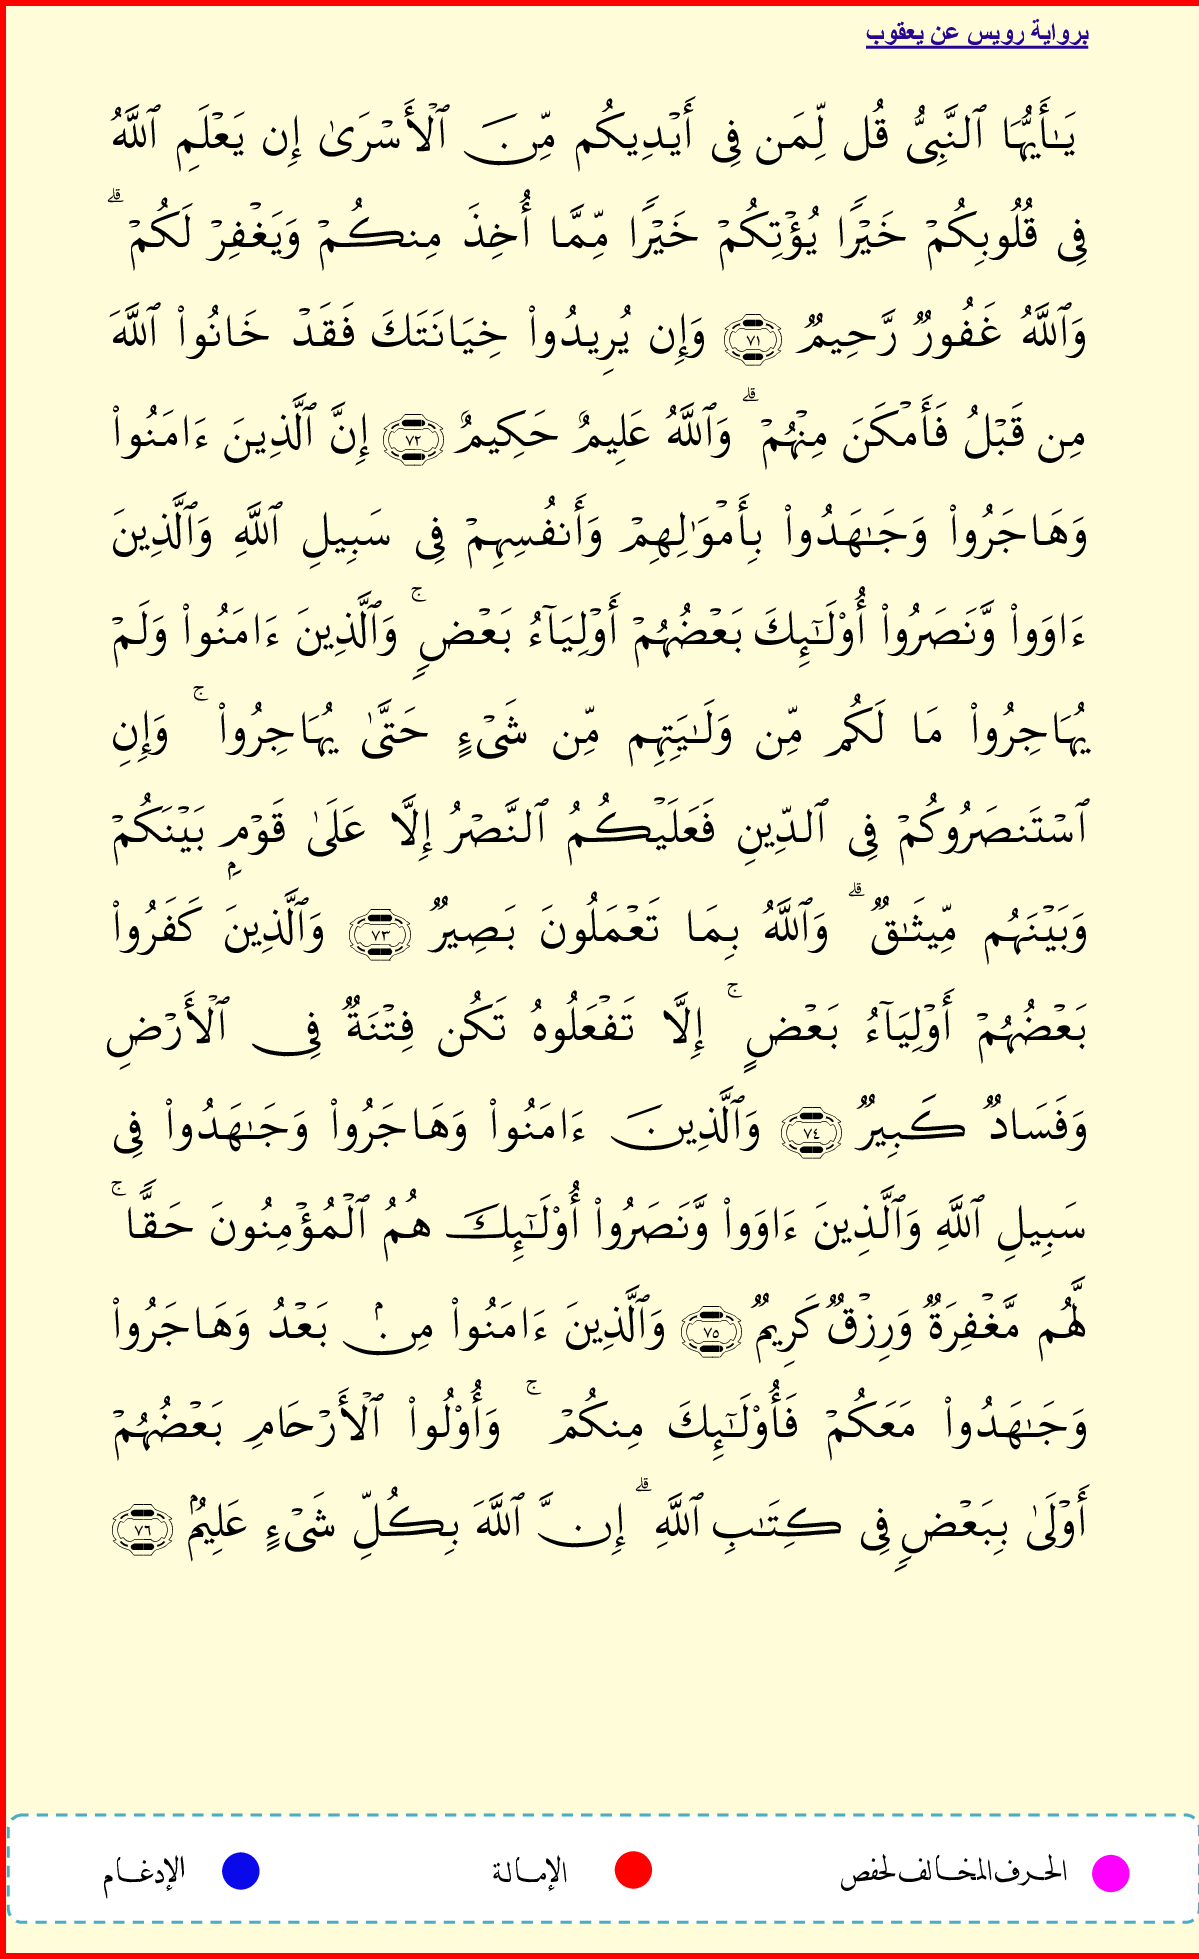 برواية رويس عن يعقوب
يَـٰٓأَيُّهَا ٱلنَّبِىُّ قُل لِّمَن فِىٓ أَيْدِيكُم مِّنَ ٱلْأَسْرَىٰٓ إِن يَعْلَمِ ٱللَّهُ
فِى قُلُوبِكُمْ خَيْرًا يُؤْتِكُمْ خَيْرًا مِّمَّآ أُخِذَ مِنكُمْ وَيَغْفِرْ لَكُمْ ۗ
وَٱللَّهُ غَفُورٌ رَّحِيمٌ ٧١ وَإِن يُرِيدُوا۟ خِيَانَتَكَ فَقَدْ خَانُوا۟ ٱللَّهَ
مِن قَبْلُ فَأَمْكَنَ مِنْهُمْ ۗ وَٱللَّهُ عَلِيمٌ حَكِيمٌ ٧٢ إِنَّ ٱلَّذِينَ ءَامَنُوا۟
وَهَاجَرُوا۟ وَجَـٰهَدُوا۟ بِأَمْوَٰلِهِمْ وَأَنفُسِهِمْ فِى سَبِيلِ ٱللَّهِ وَٱلَّذِينَ
ءَاوَوا۟ وَّنَصَرُوٓا۟ أُو۟لَـٰٓئِكَ بَعْضُهُمْ أَوْلِيَآءُ بَعْضٍ ۚ وَٱلَّذِينَ ءَامَنُوا۟ وَلَمْ
يُهَاجِرُوا۟ مَا لَكُم مِّن وَلَـٰيَتِهِم مِّن شَىْءٍ حَتَّىٰ يُهَاجِرُوا۟ ۚ وَإِنِ
ٱسْتَنصَرُوكُمْ فِى ٱلدِّينِ فَعَلَيْكُمُ ٱلنَّصْرُ إِلَّا عَلَىٰ قَوْمٍۭ بَيْنَكُمْ
وَبَيْنَهُم مِّيثَـٰقٌ ۗ وَٱللَّهُ بِمَا تَعْمَلُونَ بَصِيرٌ ٧٣ وَٱلَّذِينَ كَفَرُوا۟
بَعْضُهُمْ أَوْلِيَآءُ بَعْضٍ ۚ إِلَّا تَفْعَلُوهُ تَكُن فِتْنَةٌ فِى ٱلْأَرْضِ
وَفَسَادٌ كَبِيرٌ ٧٤ وَٱلَّذِينَ ءَامَنُوا۟ وَهَاجَرُوا۟ وَجَـٰهَدُوا۟ فِى
سَبِيلِ ٱللَّهِ وَٱلَّذِينَ ءَاوَوا۟ وَّنَصَرُوٓا۟ أُو۟لَـٰٓئِكَ هُمُ ٱلْمُؤْمِنُونَ حَقًّا ۚ
لَّهُم مَّغْفِرَةٌ وَرِزْقٌ كَرِيمٌ ٧٥ وَٱلَّذِينَ ءَامَنُوا۟ مِنۢ بَعْدُ وَهَاجَرُوا۟
وَجَـٰهَدُوا۟ مَعَكُمْ فَأُو۟لَـٰٓئِكَ مِنكُمْ ۚ وَأُو۟لُوا۟ ٱلْأَرْحَامِ بَعْضُهُمْ
أَوْلَىٰ بِبَعْضٍ فِى كِتَـٰبِ ٱللَّهِ ۗ إِنَّ ٱللَّهَ بِكُلِّ شَىْءٍ عَلِيمٌۢ ٧٦
الحرف المخالف لحفص الإمالة الإدغام